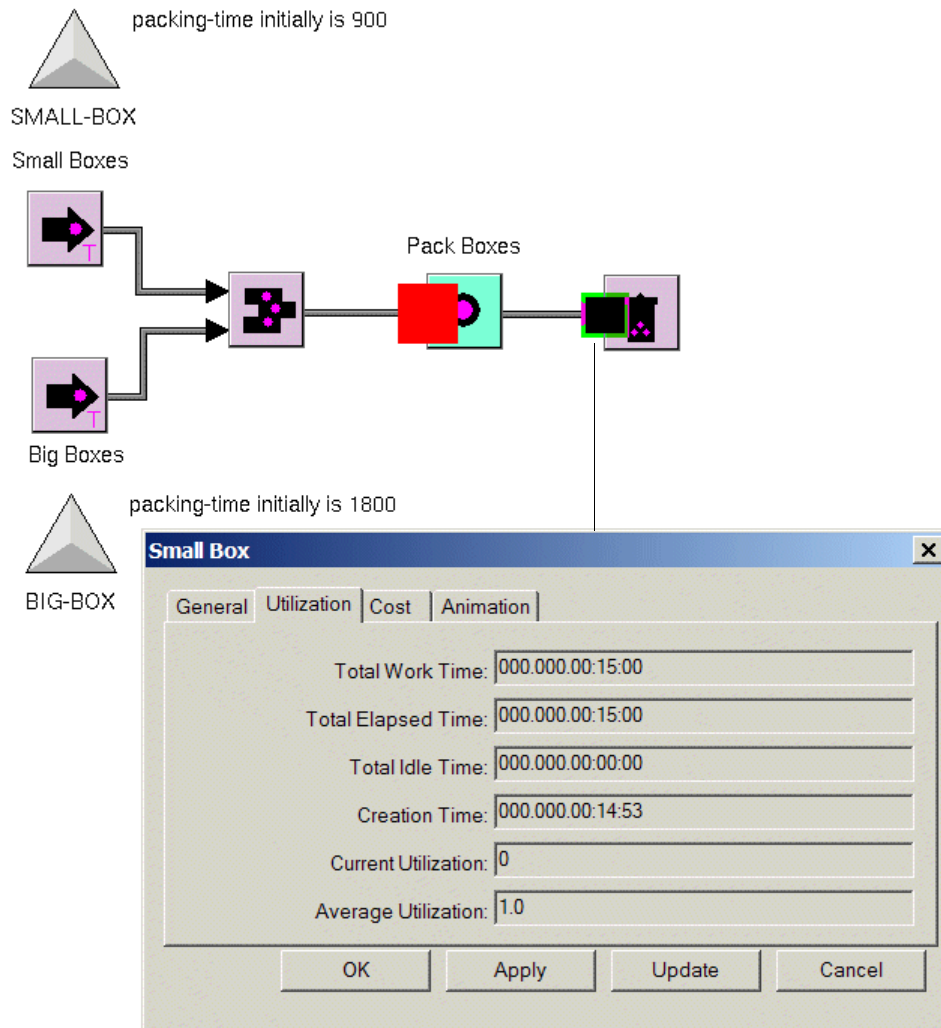 packing-time initially is 900
SMALL-BOX
Small Boxes
T
Pack Boxes
T
Big Boxes
packing-time initially is 1800
BIG-BOX
Small Box
General Utilization Cost Animation
Total Work Time: 000.000.00:15:00
Total Elapsed Time: 000.000.00:15:00
Total Idle Time: 000.000.00:00:00
Creation Time: 000.000.00:14:53
Current Utilization: 0
Average Utilization: 1.0
OK Apply Update Cancel